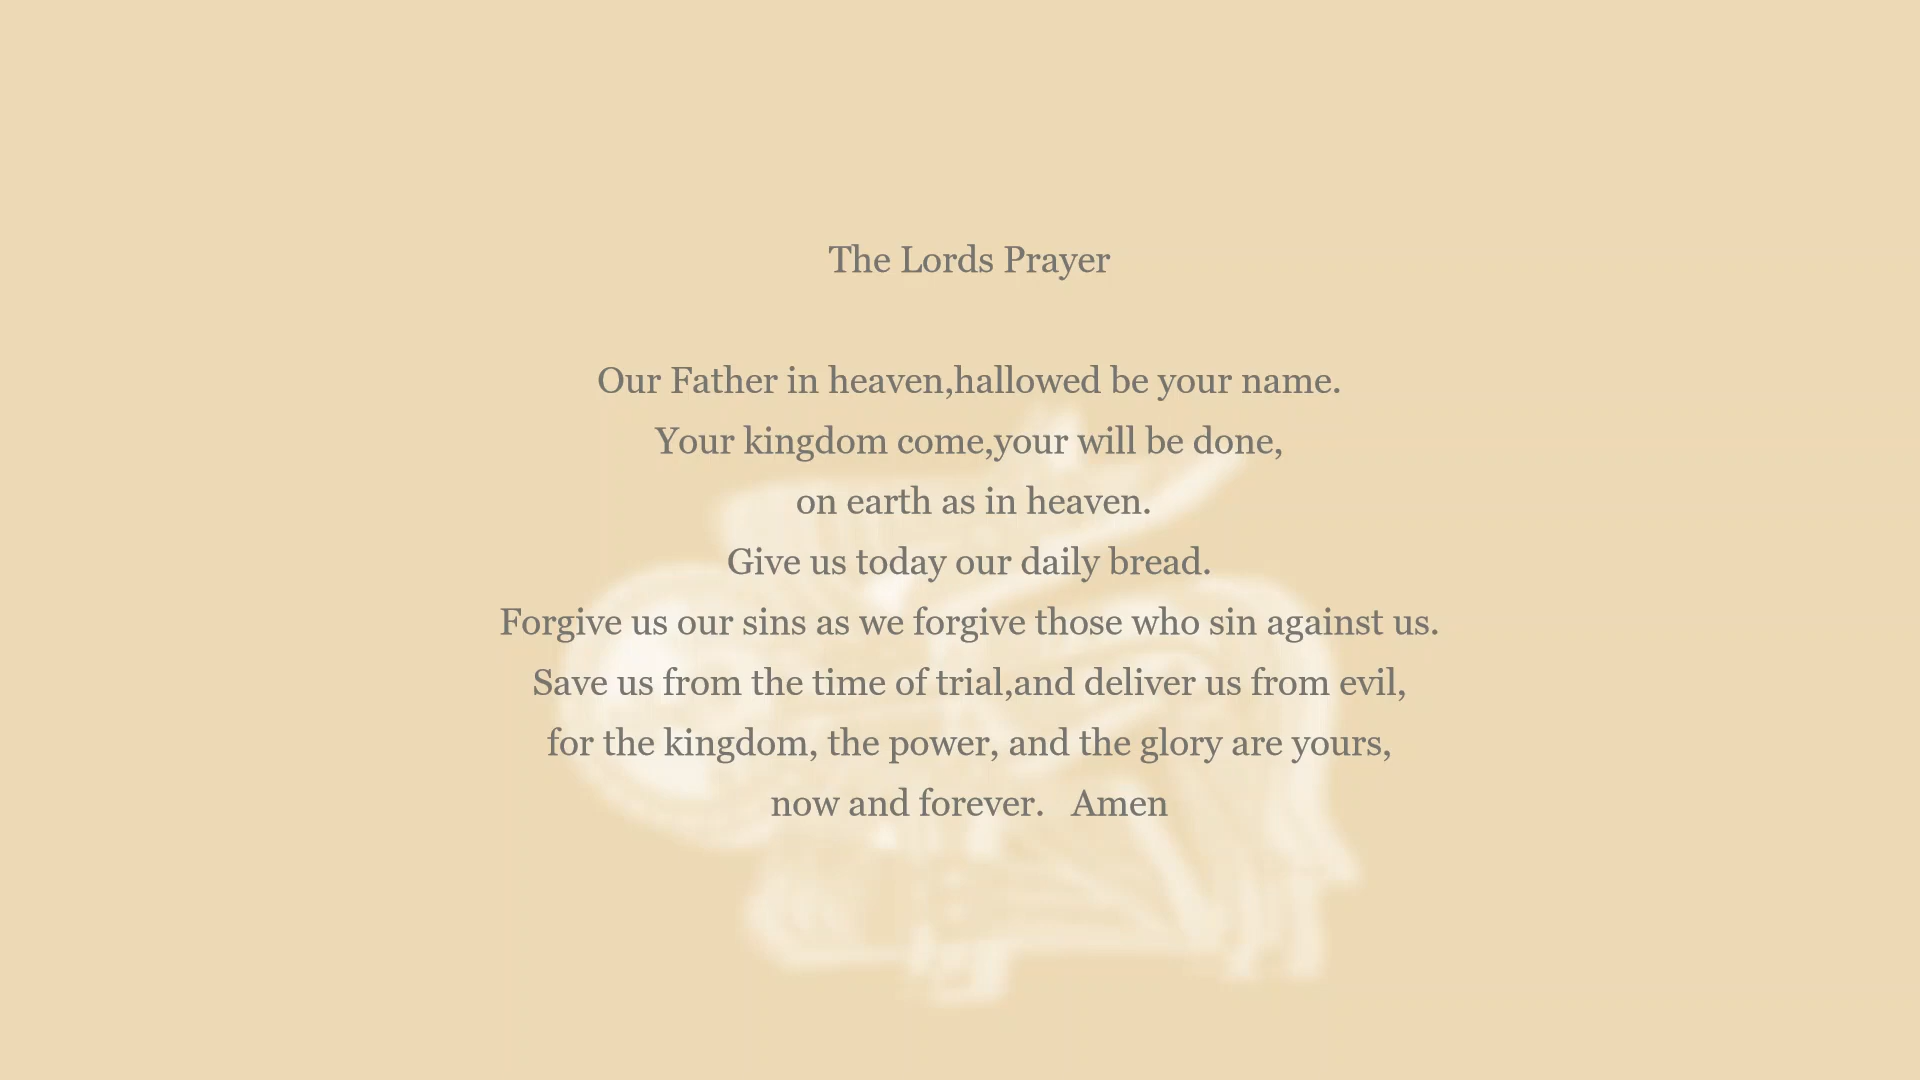 The Lords Prayer
Our Father in heaven,hallowed be your name.
Your kingdom come,your will be done,
on earth as in heaven.
Give us today our daily bread.
Forgive us our sins as we forgive those who sin against us.
Save us from the time of trial,and deliver us from evil,
for the kingdom, the power, and the glory are yours,
now and forever.   Amen